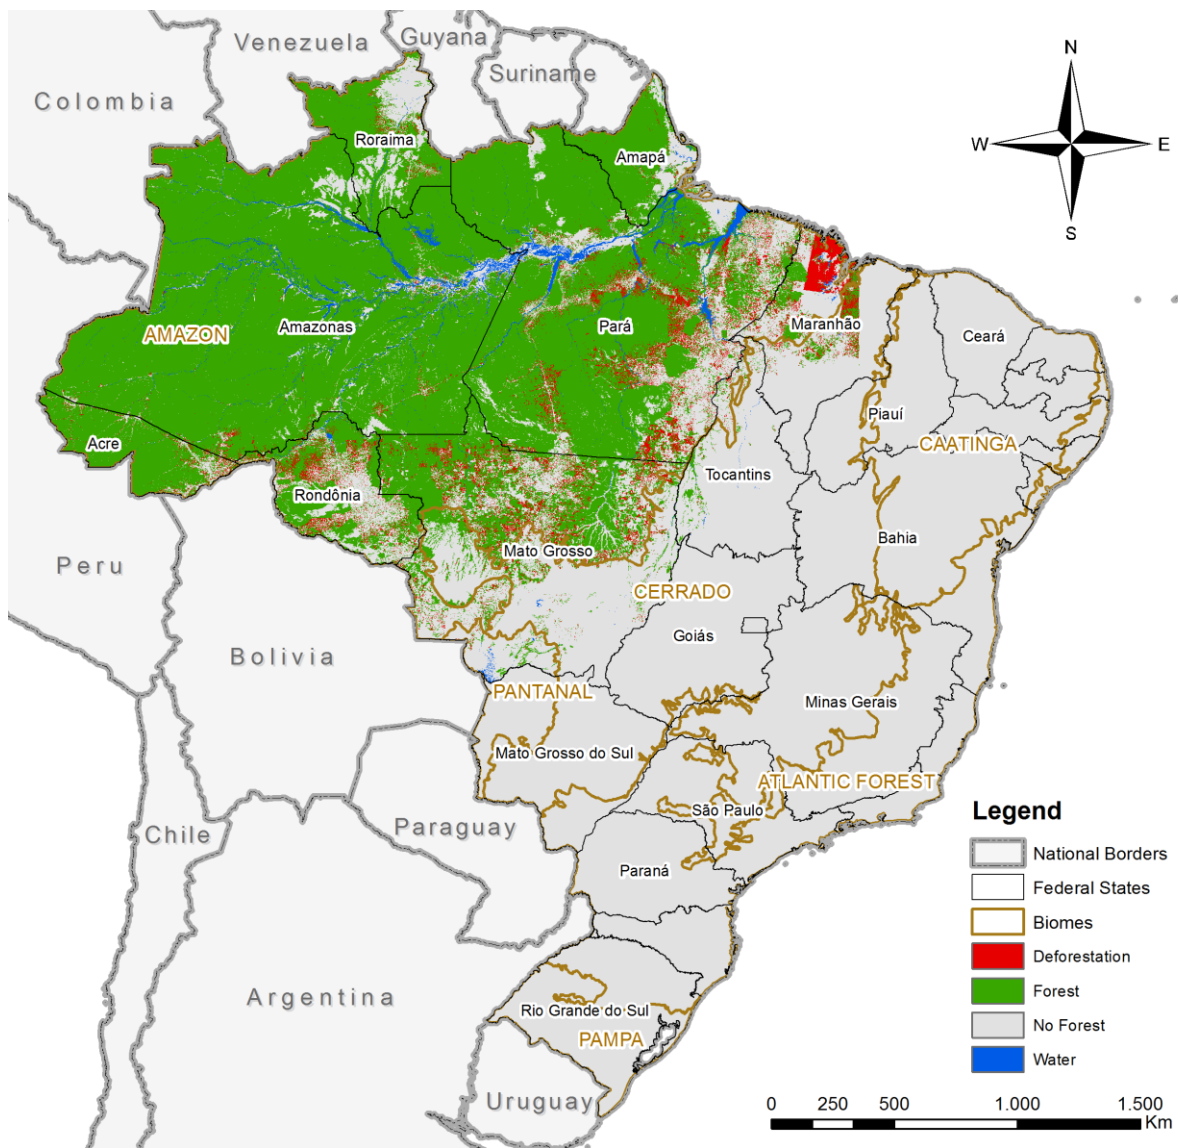 Venezuela
Guyana
Suriname
Colombia
N
W
E
S
Roraima
Amapá
AMAZON
Amazonas
Pará
Maranhão
Ceará
Piauí
CAATINGA
Acre
Rondônia
Tocantins
Mato Grosso
Bahia
Peru
CERRADO
Goiás
Bolivia
PANTANAL
Minas Gerais
Mato Grosso do Sul
ATLANTIC FOREST
São Paulo
Chile
Paraguay
Paraná
Argentina
Rio Grande do Sul
PAMPA
Uruguay
Legend
National Borders
Federal States
Biomes
Deforestation
Forest
No Forest
Water
0 250 500 1.000 1.500
Km